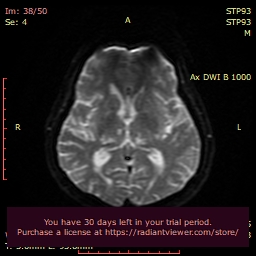 Im: 38/50
Se: 4
A
STP93
STP93
M
Ax DWI B 1000
R
L
You have 30 days left in your trial period.
Purchase a license at https://radiantviewer.com/store/